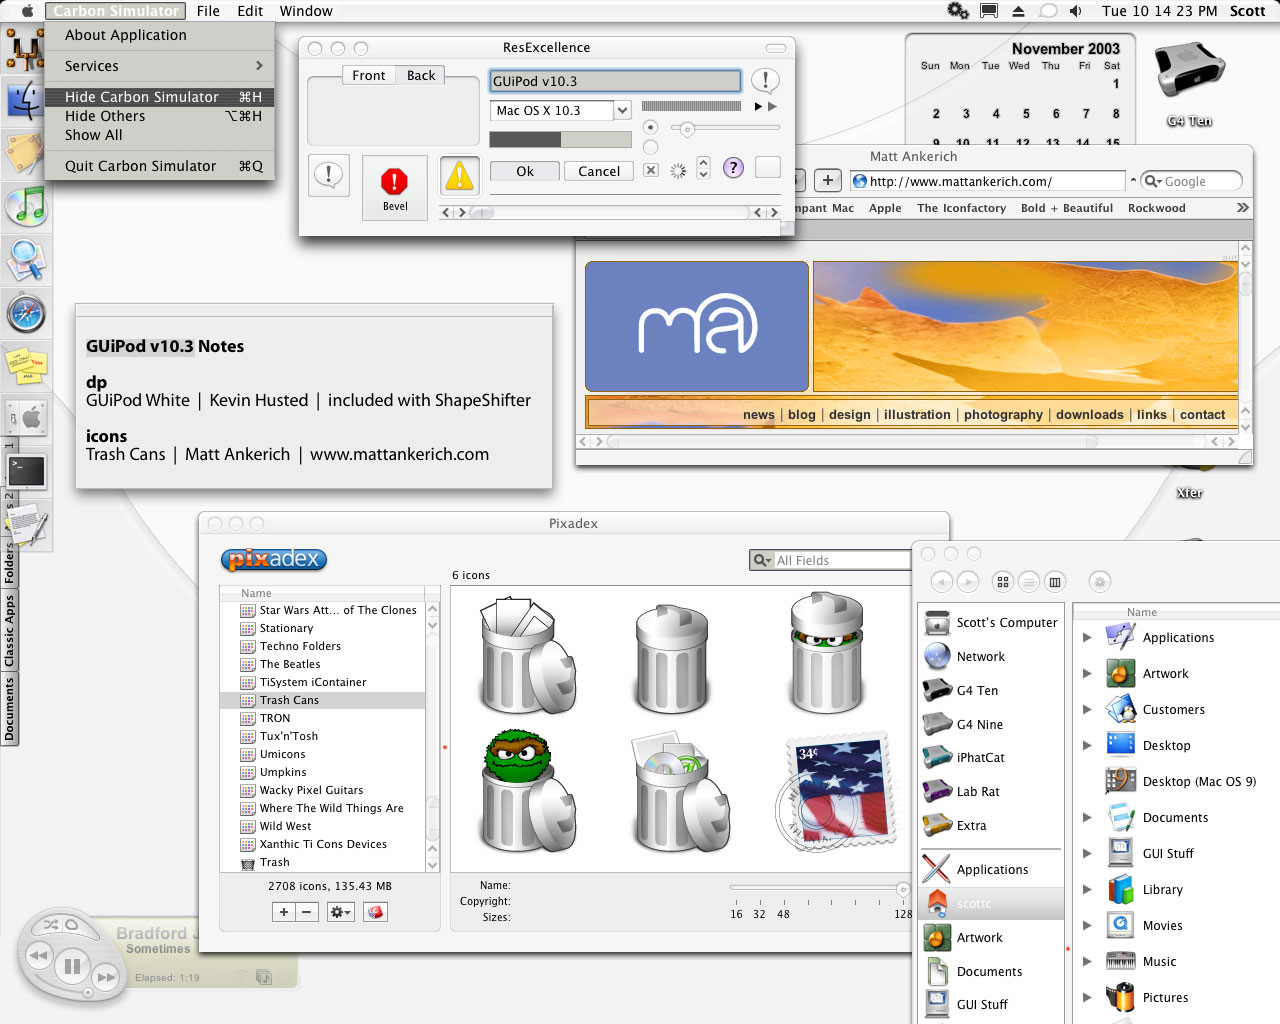 Carbon Simulator File Edit Window Tue 10 14 23 PM Scott
About Application
Services
Hide Carbon Simulator ⌘H
Hide Others ⌥⌘H
Show All
Quit Carbon Simulator ⌘Q
ResExcellence
Front Back
GUiPod v10.3
Mac OS X 10.3
Ok Cancel
Bevel
November 2003
Sun Mon Tue Wed Thu Fri Sat
1
2 3 4 5 6 7 8
9 10 11 12 13 14 15
G4 Ten
Matt Ankerich
http://www.mattankerich.com/
Google
mpant Mac Apple The Iconfactory Bold + Beautiful Rockwood
ma
news | blog | design | illustration | photography | downloads | links | contact
Xfer
GUiPod v10.3 Notes
dp
GUiPod White | Kevin Husted | included with ShapeShifter
icons
Trash Cans | Matt Ankerich | www.mattankerich.com
Folders
Classic Apps
Documents
Pixadex
pixadex
All Fields
6 icons
Name
Star Wars Att... of The Clones
Stationary
Techno Folders
The Beatles
TiSystem iContainer
Trash Cans
TRON
Tux'n'Tosh
Umicons
Umpkins
Wacky Pixel Guitars
Where The Wild Things Are
Wild West
Xanthic Ti Cons Devices
Trash
2708 icons, 135.43 MB
34¢
Name:
Copyright:
Sizes:
16 32 48 128
Scott's Computer
Network
G4 Ten
G4 Nine
iPhatCat
Lab Rat
Extra
Applications
scottc
Artwork
Documents
GUI Stuff
Name
Applications
Artwork
Customers
Desktop
Desktop (Mac OS 9)
Documents
GUI Stuff
Library
Movies
Music
Pictures
Bradford J
Sometimes
Elapsed: 1:19